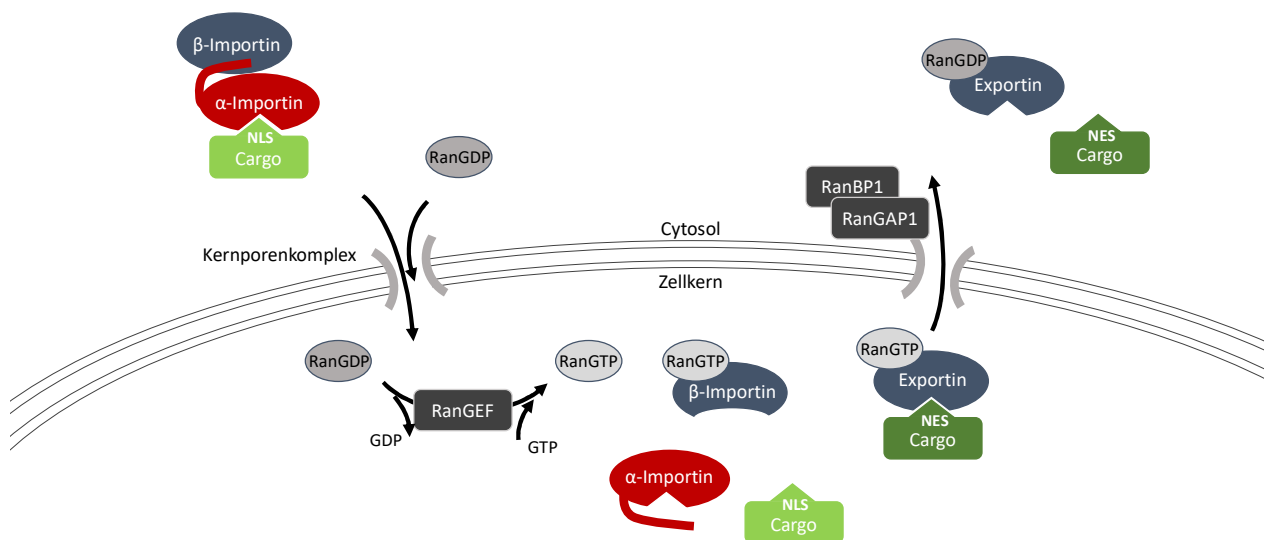 β-Importin
α-Importin
NLS
Cargo
RanGDP
RanGDP
Exportin
NES
Cargo
RanBP1
RanGAP1
Kernporenkomplex
Cytosol
Zellkern
RanGDP
GDP
RanGEF
GTP
RanGTP
RanGTP
β-Importin
α-Importin
NLS
Cargo
RanGTP
Exportin
NES
Cargo